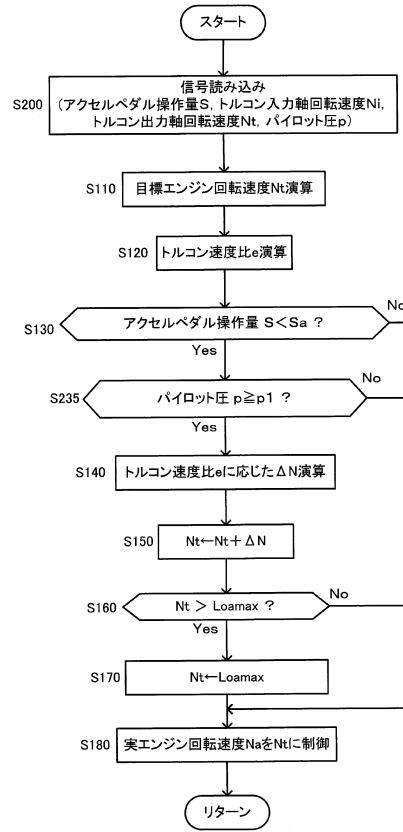 スタート
S200
信号読み込み
(アクセルペダル操作量S, トルコン入力軸回転速度Ni,
トルコン出力軸回転速度Nt, パイロット圧p)
S110
目標エンジン回転速度Nt演算
S120
トルコン速度比e演算
S130
アクセルペダル操作量 S<Sa ?
No
Yes
S235
パイロット圧 p≧p1 ?
No
Yes
S140
トルコン速度比eに応じたΔN演算
S150
Nt←Nt+ΔN
S160
Nt > Loamax ?
No
Yes
S170
Nt←Loamax
S180
実エンジン回転速度NaをNtに制御
リターン